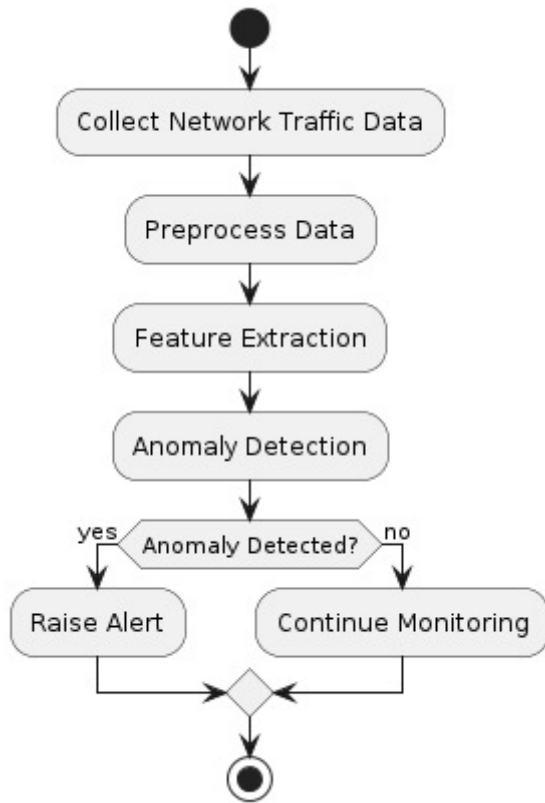 Collect Network Traffic Data
Preprocess Data
Feature Extraction
Anomaly Detection
yes
Anomaly Detected?
no
Raise Alert
Continue Monitoring